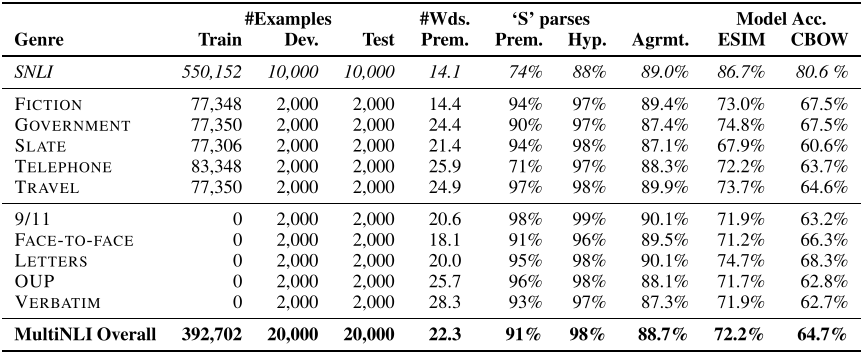 #Examples #Wds. ‘S’ parses Model Acc.
Genre Train Dev. Test Prem. Prem. Hyp. Agrmt. ESIM CBOW
SNLI 550,152 10,000 10,000 14.1 74% 88% 89.0% 86.7% 80.6 %
FICTION 77,348 2,000 2,000 14.4 94% 97% 89.4% 73.0% 67.5%
GOVERNMENT 77,350 2,000 2,000 24.4 90% 97% 87.4% 74.8% 67.5%
SLATE 77,306 2,000 2,000 21.4 94% 98% 87.1% 67.9% 60.6%
TELEPHONE 83,348 2,000 2,000 25.9 71% 97% 88.3% 72.2% 63.7%
TRAVEL 77,350 2,000 2,000 24.9 97% 98% 89.9% 73.7% 64.6%
9/11 0 2,000 2,000 20.6 98% 99% 90.1% 71.9% 63.2%
FACE-TO-FACE 0 2,000 2,000 18.1 91% 96% 89.5% 71.2% 66.3%
LETTERS 0 2,000 2,000 20.0 95% 98% 90.1% 74.7% 68.3%
OUP 0 2,000 2,000 25.7 96% 98% 88.1% 71.7% 62.8%
VERBATIM 0 2,000 2,000 28.3 93% 97% 87.3% 71.9% 62.7%
MultiNLI Overall 392,702 20,000 20,000 22.3 91% 98% 88.7% 72.2% 64.7%